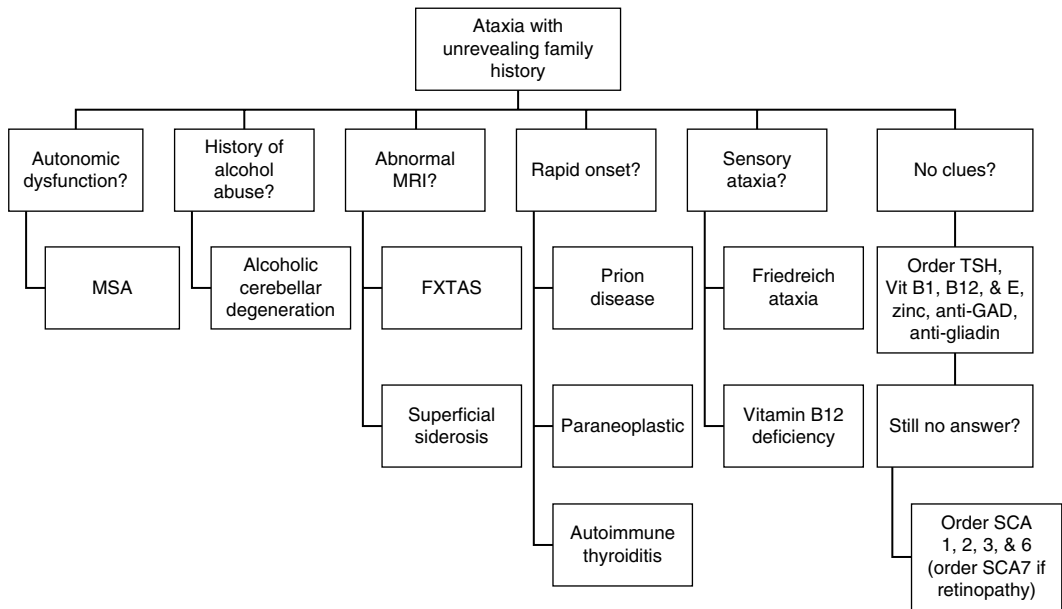 Ataxia with
unrevealing family
history
Autonomic
dysfunction?
History of
alcohol
abuse?
Abnormal
MRI?
Rapid onset?
Sensory
ataxia?
No clues?
MSA
Alcoholic
cerebellar
degeneration
FXTAS
Prion
disease
Friedreich
ataxia
Order TSH,
Vit B1, B12, & E,
zinc, anti-GAD,
anti-gliadin
Superficial
siderosis
Paraneoplastic
Vitamin B12
deficiency
Still no answer?
Autoimmune
thyroiditis
Order SCA
1, 2, 3, & 6
(order SCA7 if
retinopathy)